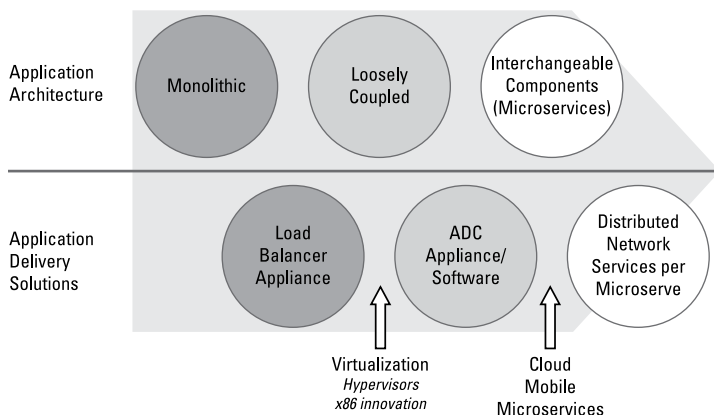 Application
Architecture
Monolithic
Loosely
Coupled
Interchangeable
Components
(Microservices)
Application
Delivery
Solutions
Load
Balancer
Appliance
ADC
Appliance/
Software
Distributed
Network
Services per
Microserve
Virtualization
Hypervisors
x86 innovation
Cloud
Mobile
Microservices